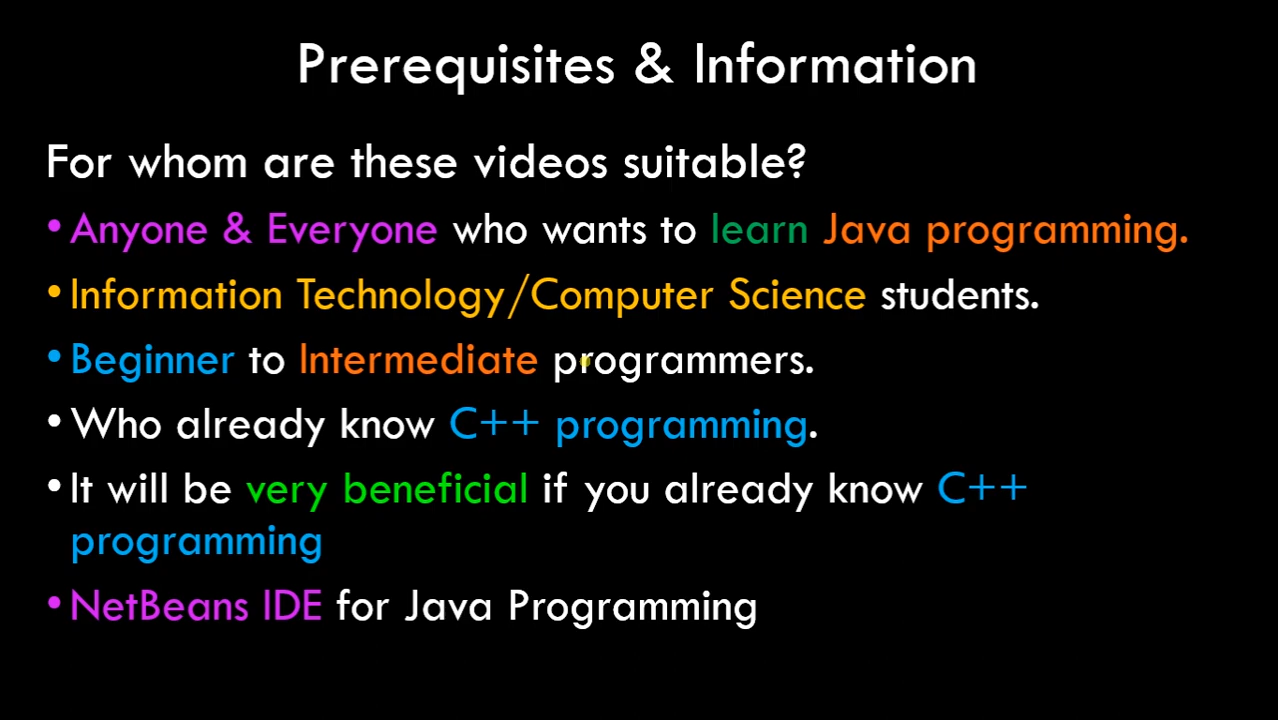 Prerequisites & Information
For whom are these videos suitable?
•Anyone & Everyone who wants to learn Java programming.
•Information Technology/Computer Science students.
•Beginner to Intermediate programmers.
•Who already know C++ programming.
•It will be very beneficial if you already know C++
programming
•NetBeans IDE for Java Programming